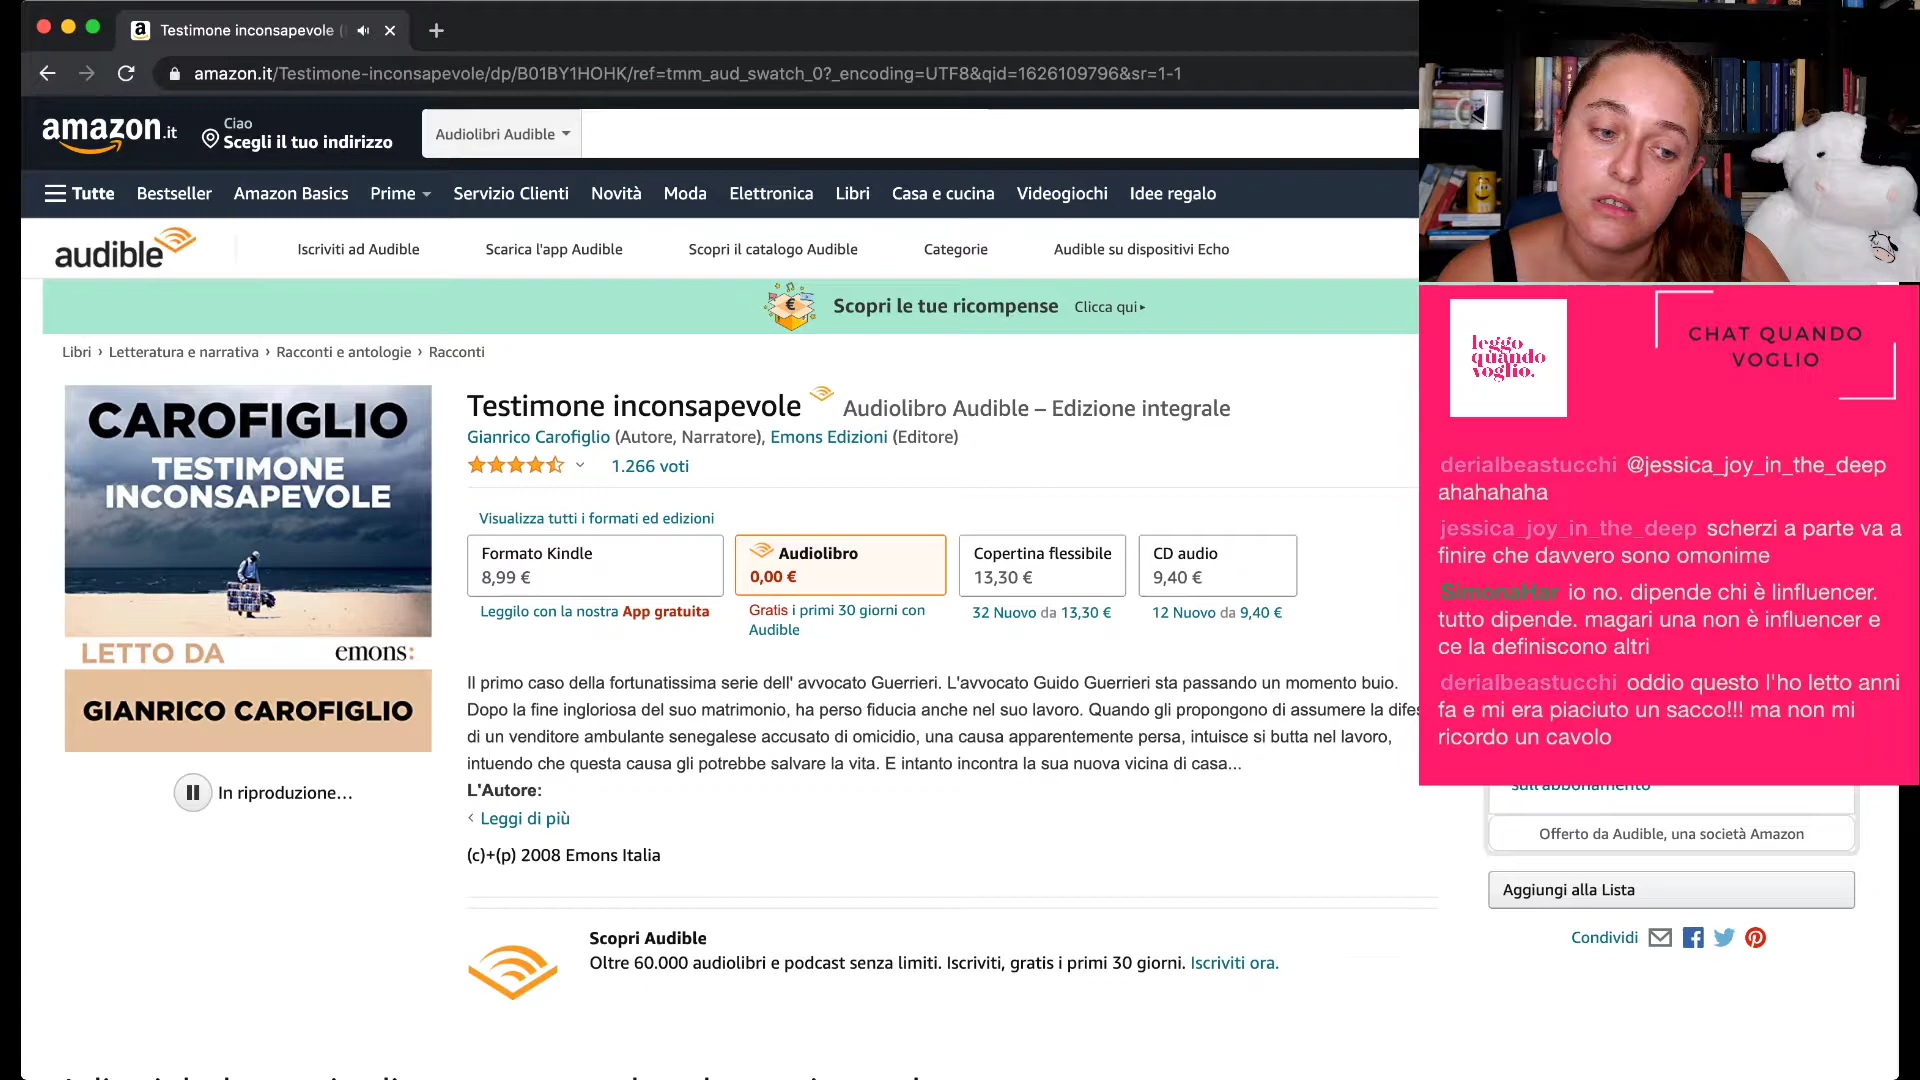 Testimone inconsapevole (
amazon.it/Testimone-inconsapevole/dp/B01BY1HOHK/ref=tmm_aud_swatch_0?_encoding=UTF8&qid=1626109796&sr=1-1
amazon.it
Ciao
Scegli il tuo indirizzo
Audiolibri Audible
Tutte Bestseller Amazon Basics Prime Servizio Clienti Novità Moda Elettronica Libri Casa e cucina Videogiochi Idee regalo
audible
Iscriviti ad Audible Scarica l'app Audible Scopri il catalogo Audible Categorie Audible su dispositivi Echo
Scopri le tue ricompense Clicca qui▸
Libri › Letteratura e narrativa › Racconti e antologie › Racconti
CAROFIGLIO
TESTIMONE
INCONSAPEVOLE
LETTO DA emons:
GIANRICO CAROFIGLIO
In riproduzione...
Testimone inconsapevole Audiolibro Audible – Edizione integrale
Gianrico Carofiglio (Autore, Narratore), Emons Edizioni (Editore)
1.266 voti
Visualizza tutti i formati ed edizioni
Formato Kindle
8,99 €
Leggilo con la nostra App gratuita
Audiolibro
0,00 €
Gratis i primi 30 giorni con
Audible
Copertina flessibile
13,30 €
32 Nuovo da 13,30 €
CD audio
9,40 €
12 Nuovo da 9,40 €
Il primo caso della fortunatissima serie dell' avvocato Guerrieri. L'avvocato Guido Guerrieri sta passando un momento buio.
Dopo la fine ingloriosa del suo matrimonio, ha perso fiducia anche nel suo lavoro. Quando gli propongono di assumere la difes
di un venditore ambulante senegalese accusato di omicidio, una causa apparentemente persa, intuisce si butta nel lavoro,
intuendo che questa causa gli potrebbe salvare la vita. E intanto incontra la sua nuova vicina di casa...
L'Autore:
‹ Leggi di più
(c)+(p) 2008 Emons Italia
Scopri Audible
Oltre 60.000 audiolibri e podcast senza limiti. Iscriviti, gratis i primi 30 giorni. Iscriviti ora.
leggo
quando
voglio.
CHAT QUANDO
VOGLIO
derialbeastucchi @jessica_joy_in_the_deep
ahahahaha
jessica_joy_in_the_deep scherzi a parte va a
finire che davvero sono omonime
SimonaHar io no. dipende chi è linfluencer.
tutto dipende. magari una non è influencer e
ce la definiscono altri
derialbeastucchi oddio questo l'ho letto anni
fa e mi era piaciuto un sacco!!! ma non mi
ricordo un cavolo
sull'abbonamento
Offerto da Audible, una società Amazon
Aggiungi alla Lista
Condividi